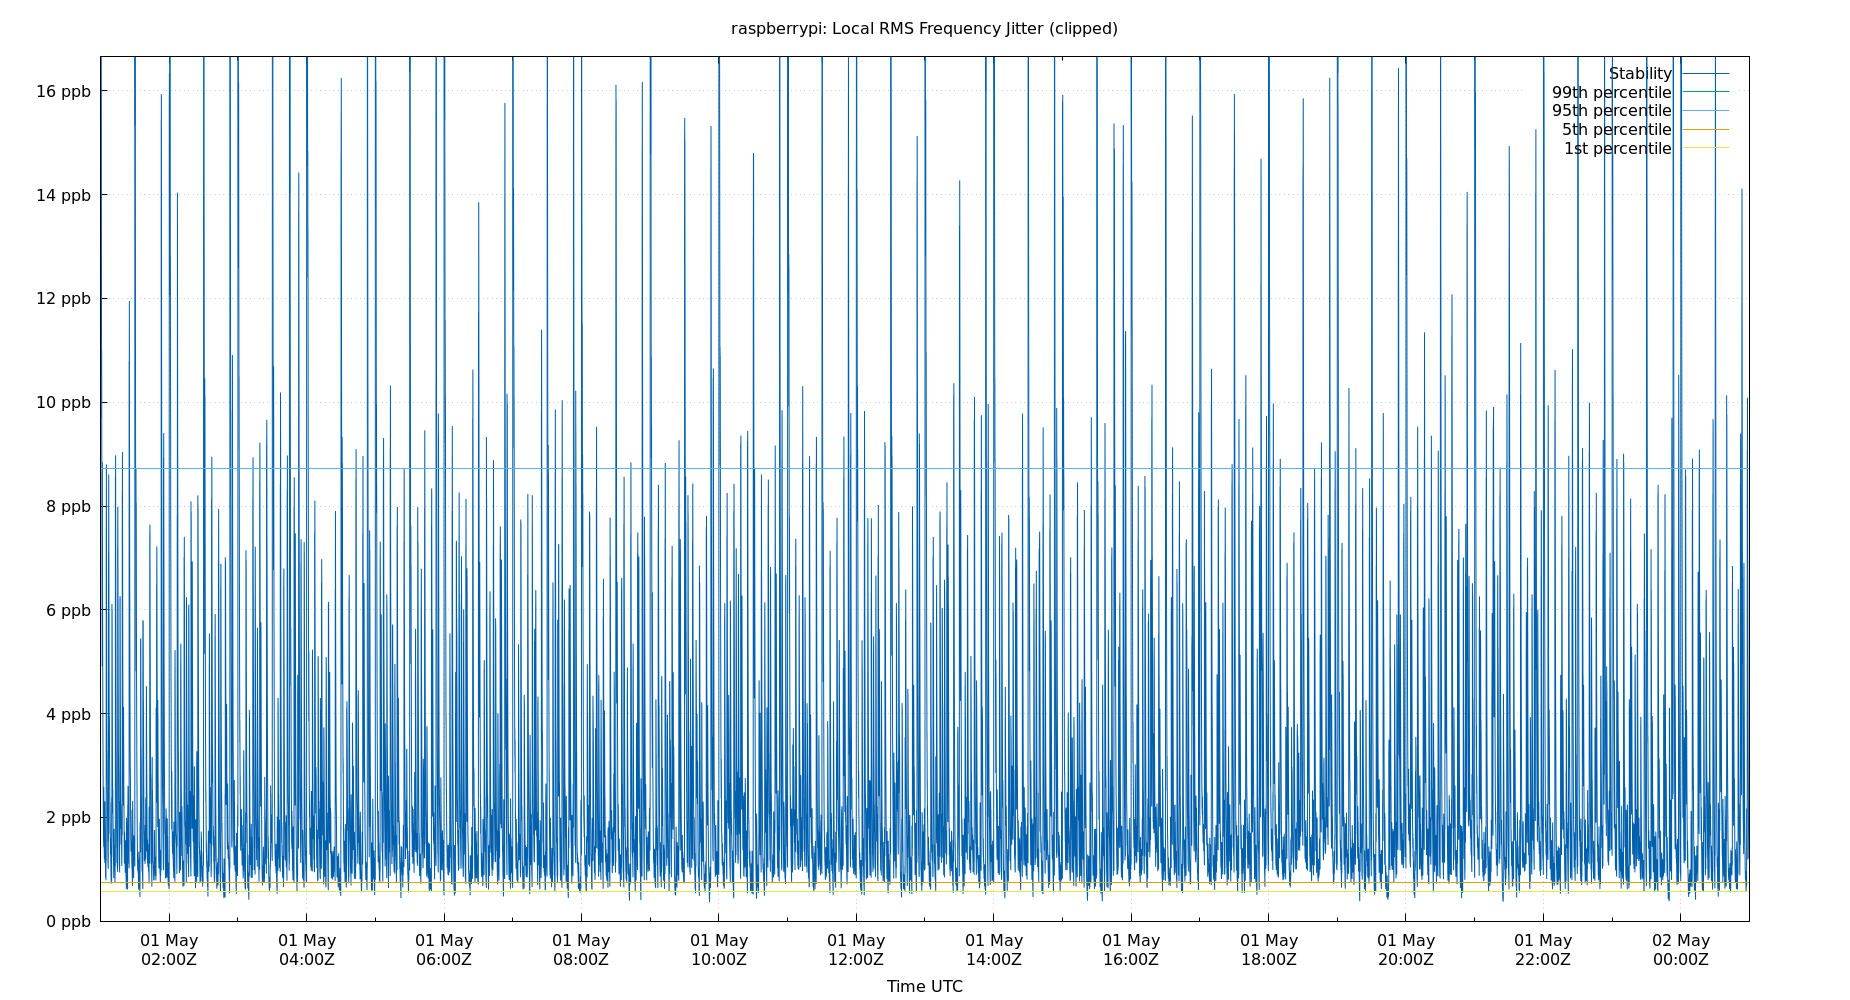 raspberrypi: Local RMS Frequency Jitter (clipped)
Stability
99th percentile
95th percentile
5th percentile
1st percentile
16 ppb
14 ppb
12 ppb
10 ppb
8 ppb
6 ppb
4 ppb
2 ppb
0 ppb
01 May 01 May 01 May 01 May 01 May 01 May 01 May 01 May 01 May 01 May 01 May 02 May
02:00Z 04:00Z 06:00Z 08:00Z 10:00Z 12:00Z 14:00Z 16:00Z 18:00Z 20:00Z 22:00Z 00:00Z
Time UTC